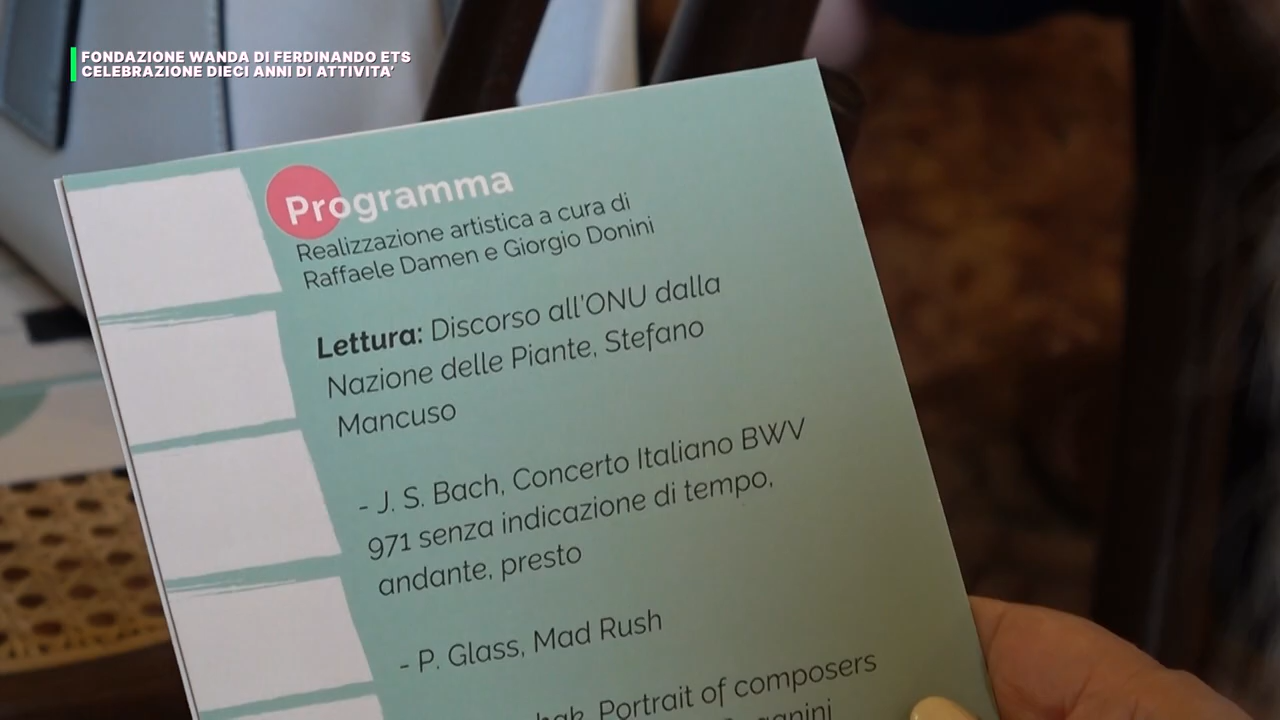 FONDAZIONE WANDA DI FERDINANDO ETS
CELEBRAZIONE DIECI ANNI DI ATTIVITA'
Programma
Realizzazione artistica a cura di
Raffaele Damen e Giorgio Donini
Lettura: Discorso all'ONU dalla
Nazione delle Piante, Stefano
Mancuso
- J. S. Bach, Concerto Italiano BWV
971 senza indicazione di tempo,
andante, presto
- P. Glass, Mad Rush
Portrait of composers